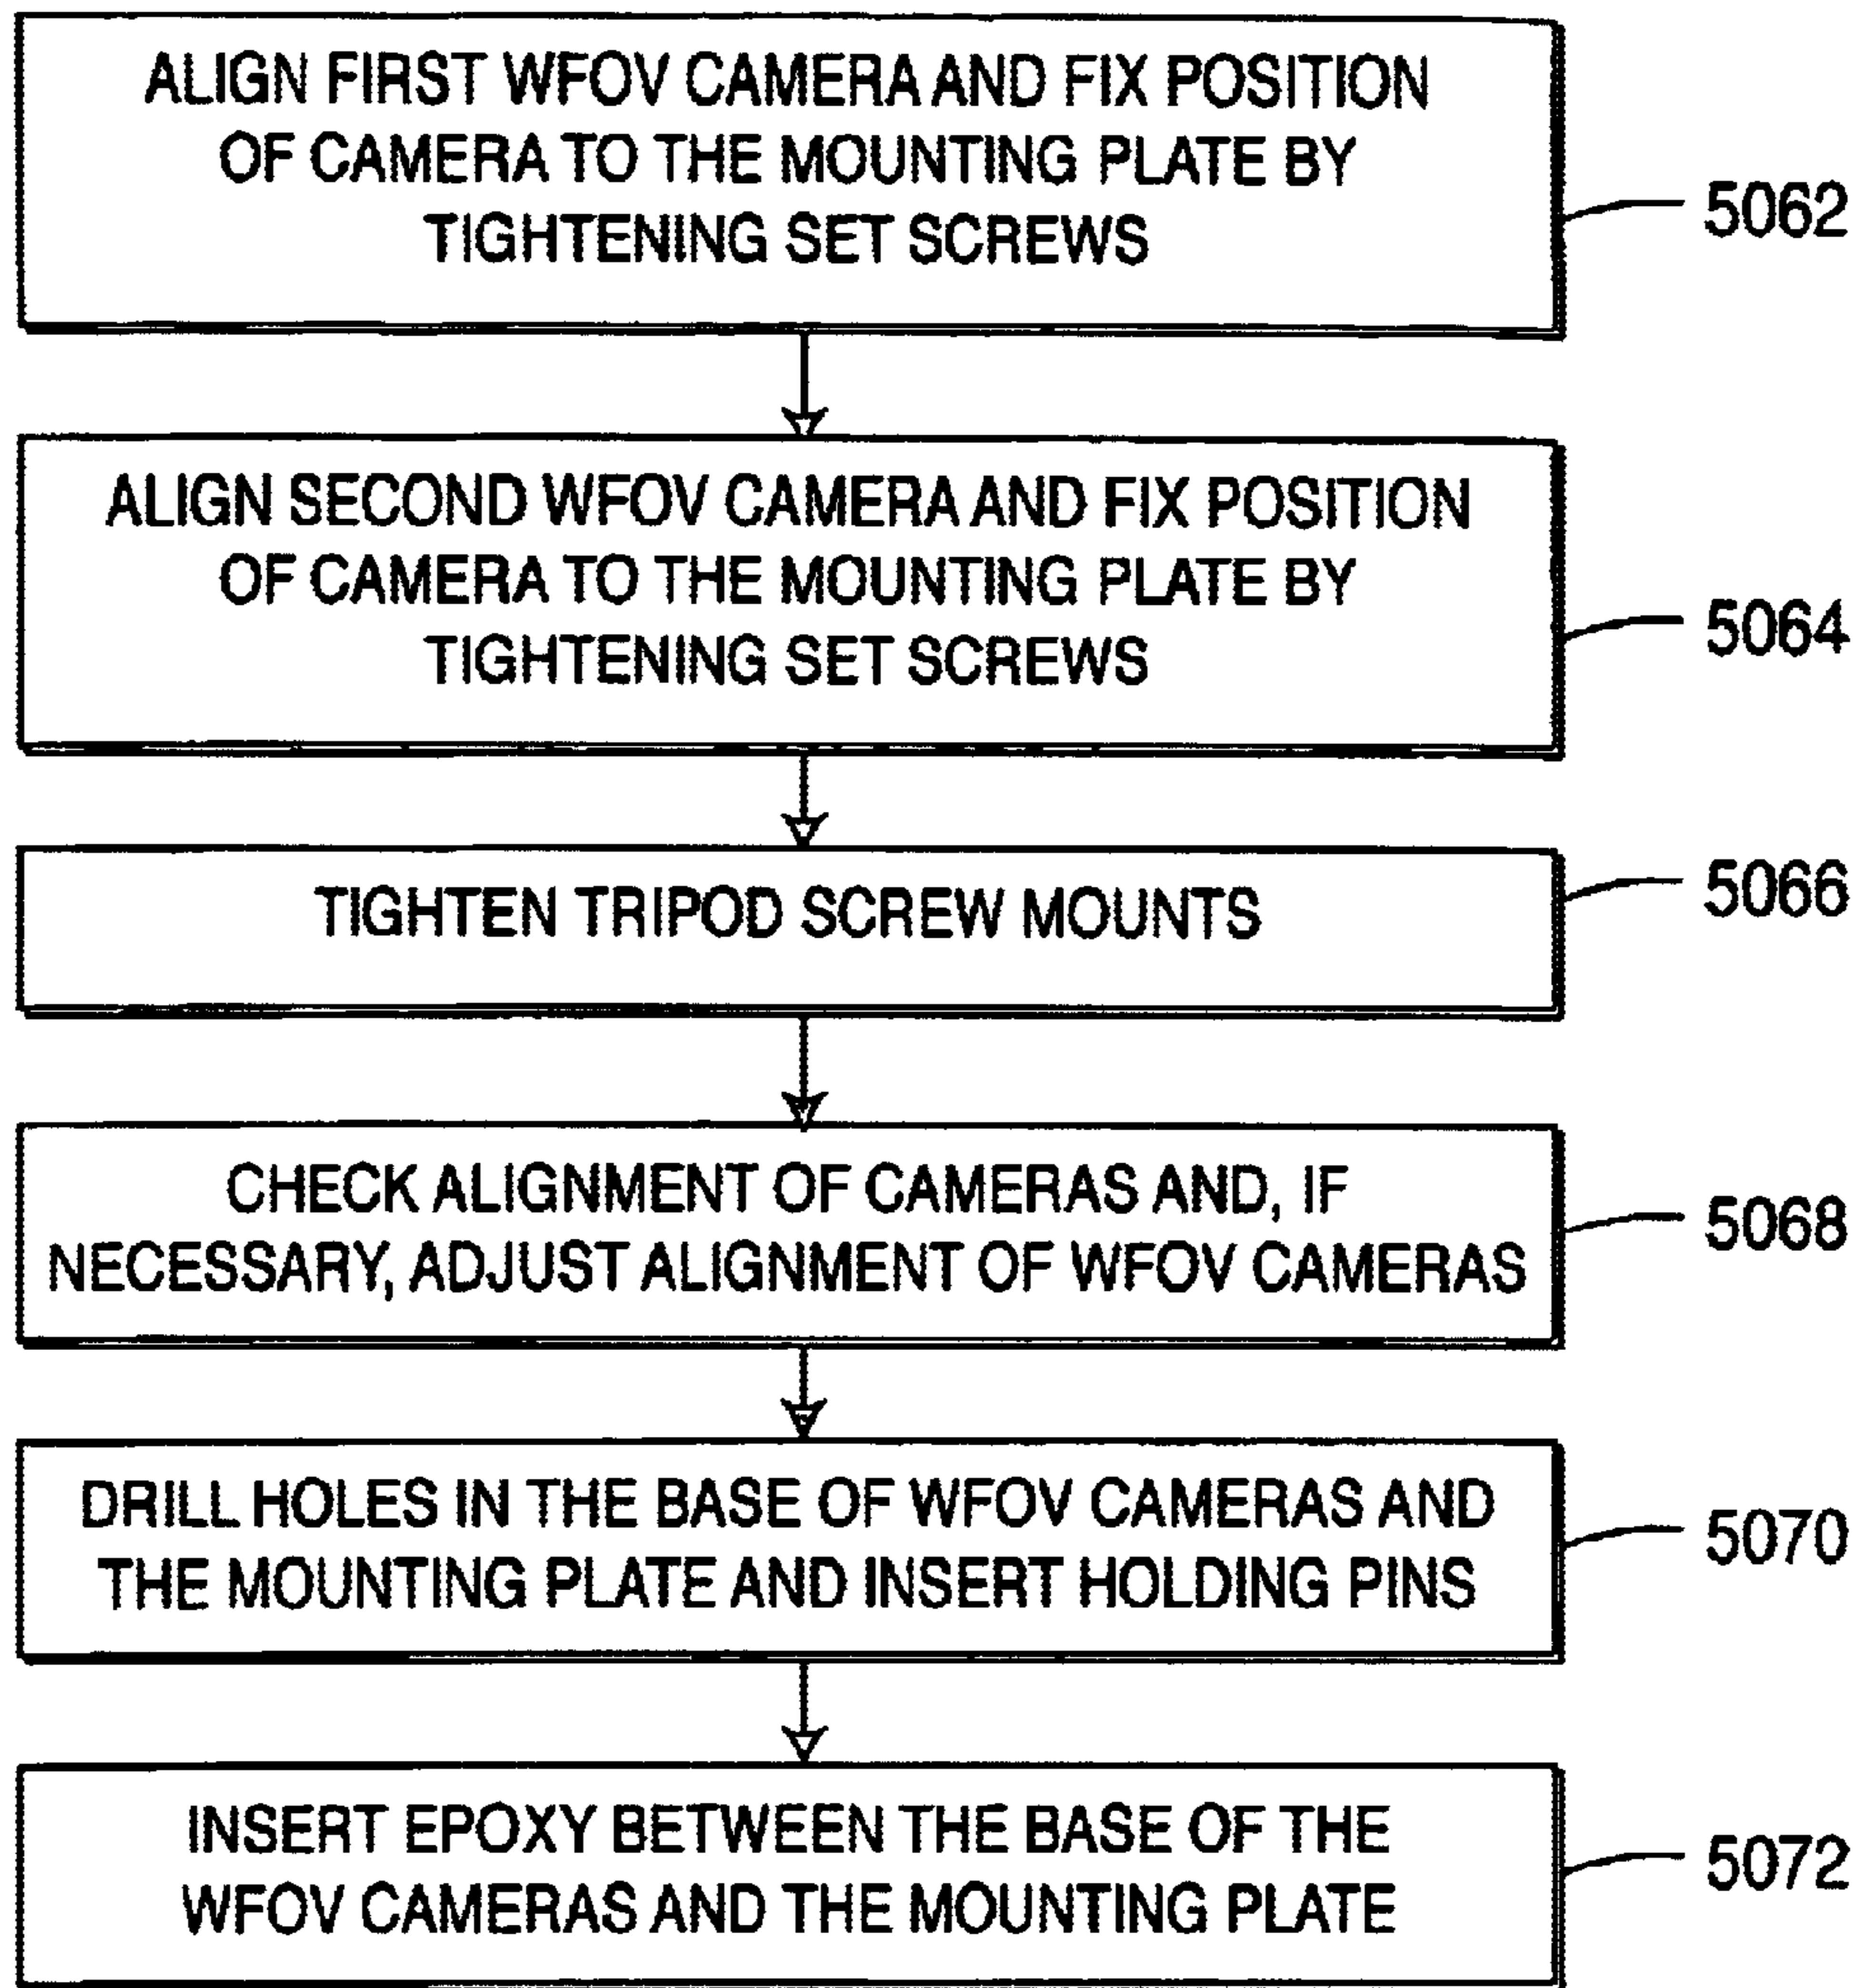 ALIGN FIRST WFOV CAMERA AND FIX POSITION
OF CAMERA TO THE MOUNTING PLATE BY
TIGHTENING SET SCREWS
5062
ALIGN SECOND WFOV CAMERA AND FIX POSITION
OF CAMERA TO THE MOUNTING PLATE BY
TIGHTENING SET SCREWS
5064
TIGHTEN TRIPOD SCREW MOUNTS
5066
CHECK ALIGNMENT OF CAMERAS AND, IF
NECESSARY, ADJUST ALIGNMENT OF WFOV CAMERAS
5068
DRILL HOLES IN THE BASE OF WFOV CAMERAS AND
THE MOUNTING PLATE AND INSERT HOLDING PINS
5070
INSERT EPOXY BETWEEN THE BASE OF THE
WFOV CAMERAS AND THE MOUNTING PLATE
5072